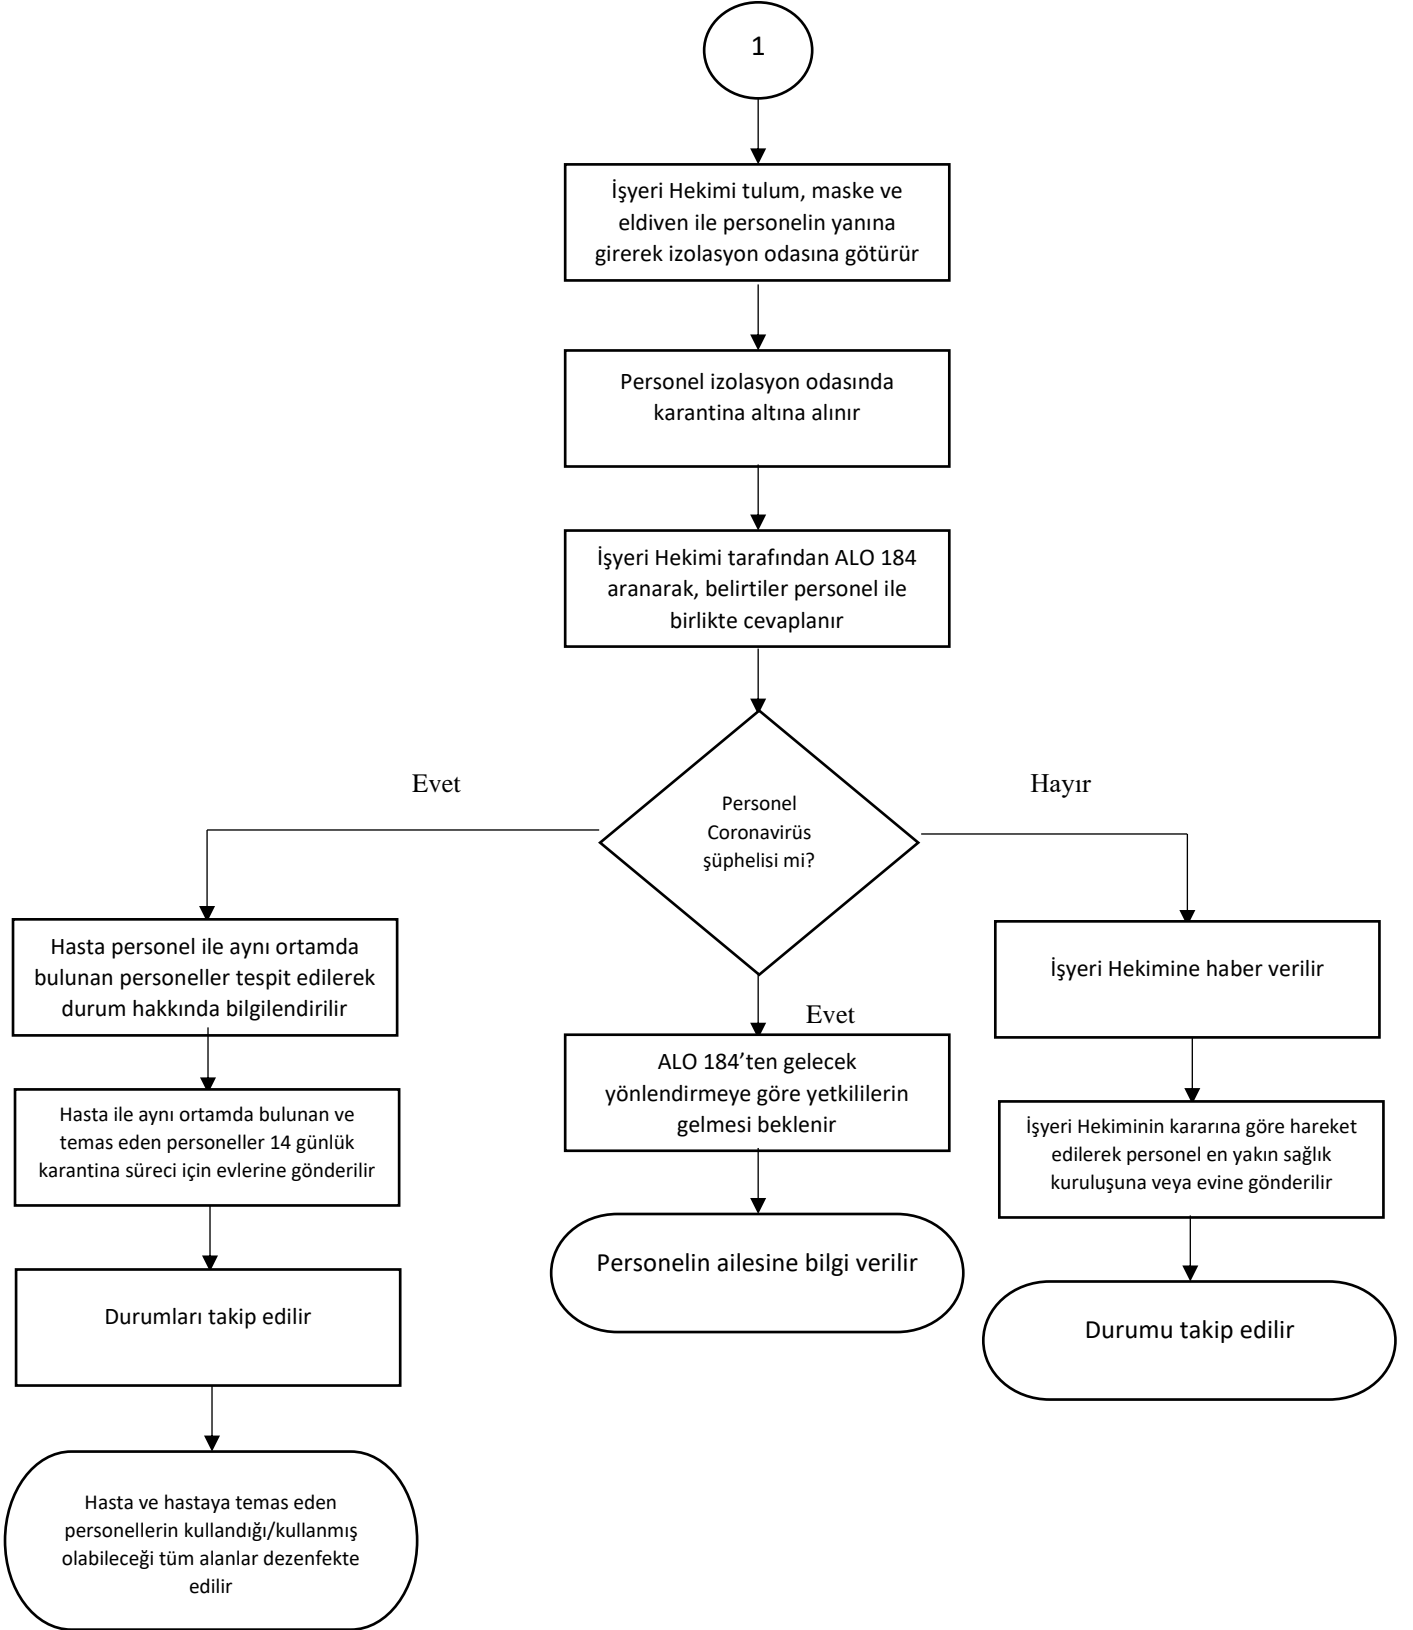 1
İşyeri Hekimi tulum, maske ve
eldiven ile personelin yanına
girerek izolasyon odasına götürür
Personel izolasyon odasında
karantina altına alınır
İşyeri Hekimi tarafından ALO 184
aranarak, belirtiler personel ile
birlikte cevaplanır
Personel
Coronavirüs
şüphelisi mi?
Evet
Hasta personel ile aynı ortamda
bulunan personeller tespit edilerek
durum hakkında bilgilendirilir
Hasta ile aynı ortamda bulunan ve
temas eden personeller 14 günlük
karantina süreci için evlerine gönderilir
Durumları takip edilir
Hasta ve hastaya temas eden
personellerin kullandığı/kullanmış
olabileceği tüm alanlar dezenfekte
edilir
Evet
ALO 184’ten gelecek
yönlendirmeye göre yetkililerin
gelmesi beklenir
Personelin ailesine bilgi verilir
Hayır
İşyeri Hekimine haber verilir
İşyeri Hekiminin kararına göre hareket
edilerek personel en yakın sağlık
kuruluşuna veya evine gönderilir
Durumu takip edilir